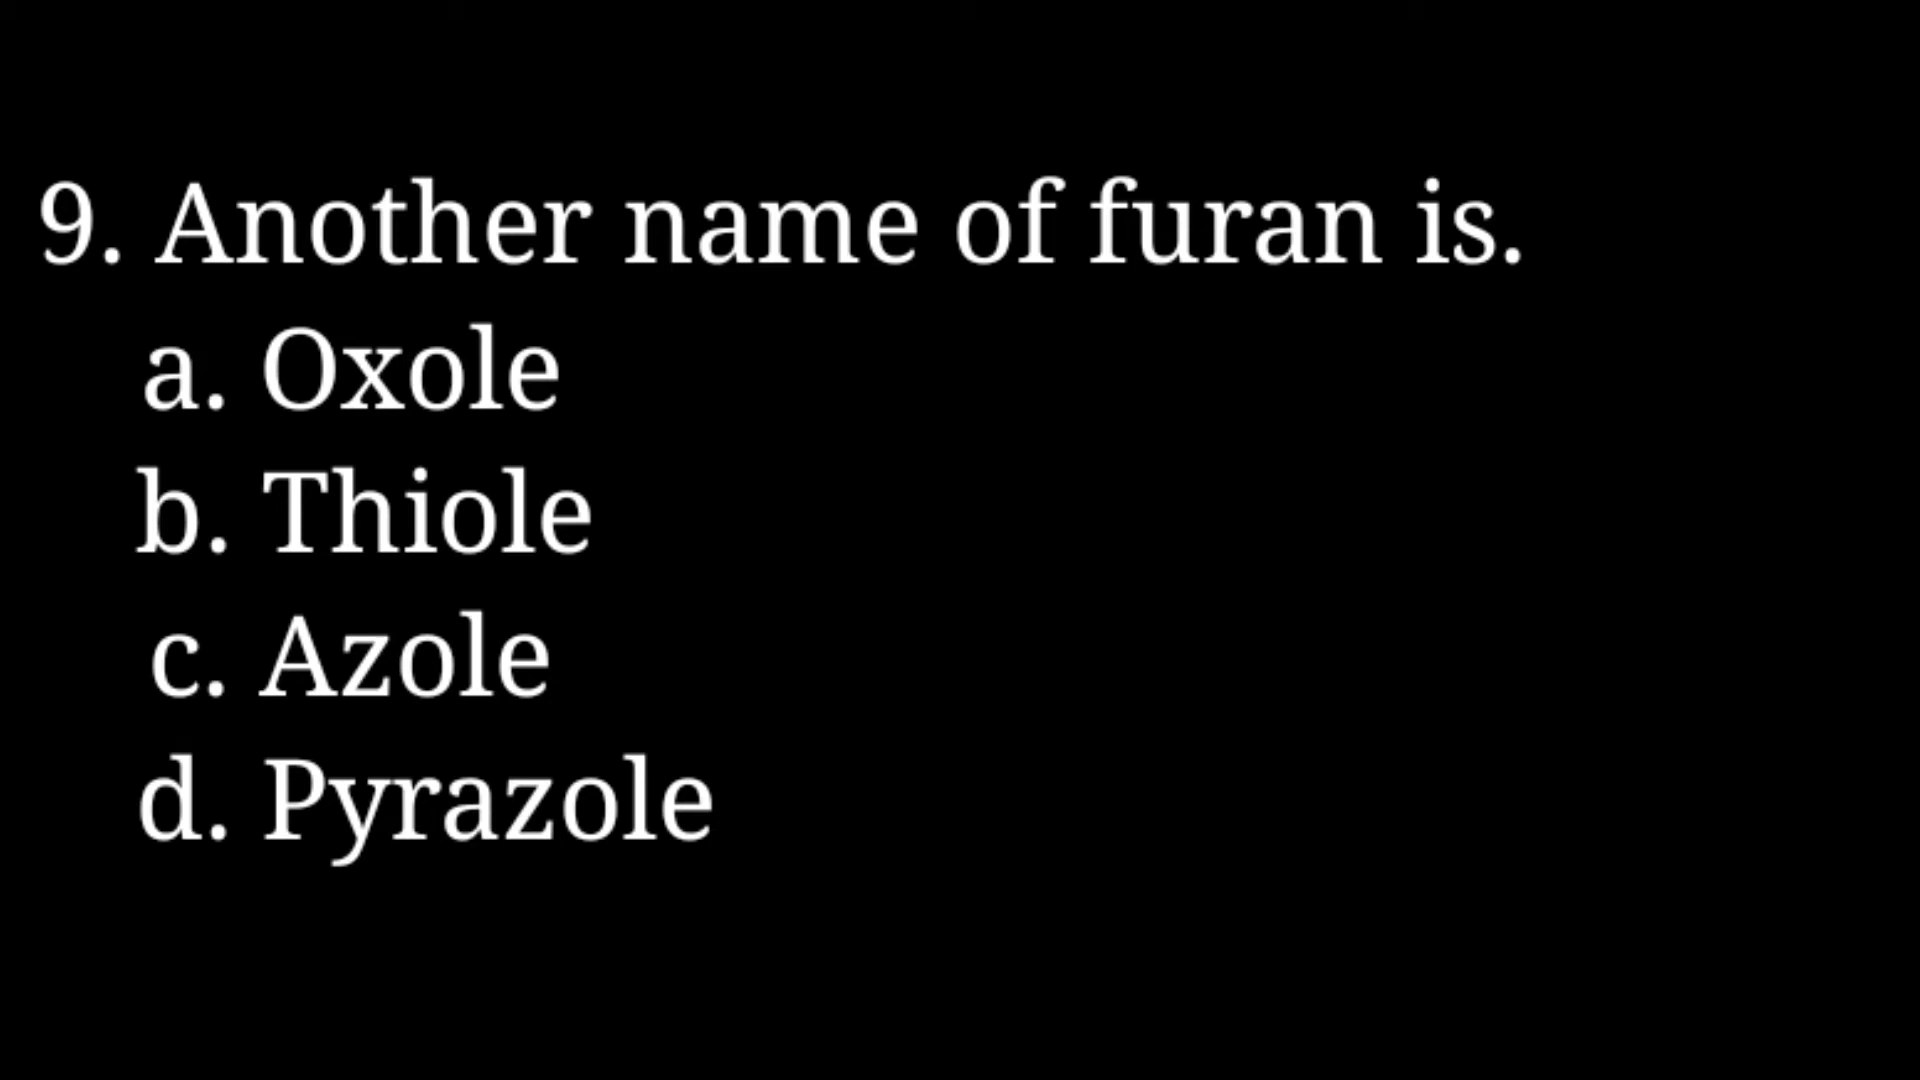 9. Another name of furan is.
a. Oxole
b. Thiole
c. Azole
d. Pyrazole